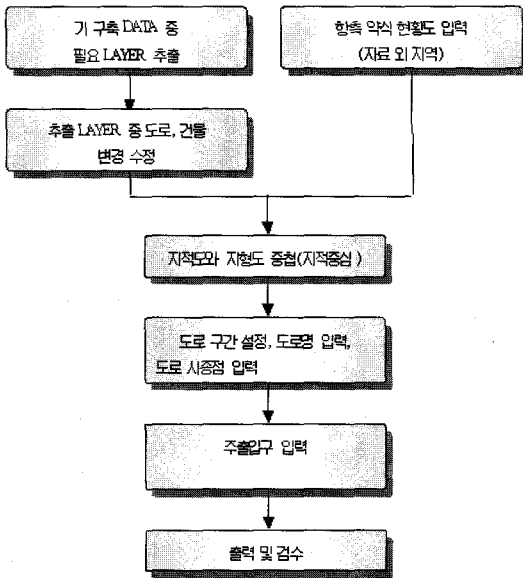 기 구축 DATA 중
필요 LAYER 추출
항측 약식 현황도 입력
(자료 외 지역)
추출 LAYER 중 도로, 건물
변경 수정
지적도와 지형도 중첩(지적중심)
도로 구간 설정, 도로명 입력,
도로 시종점 입력
주출입구 입력
출력 및 검수